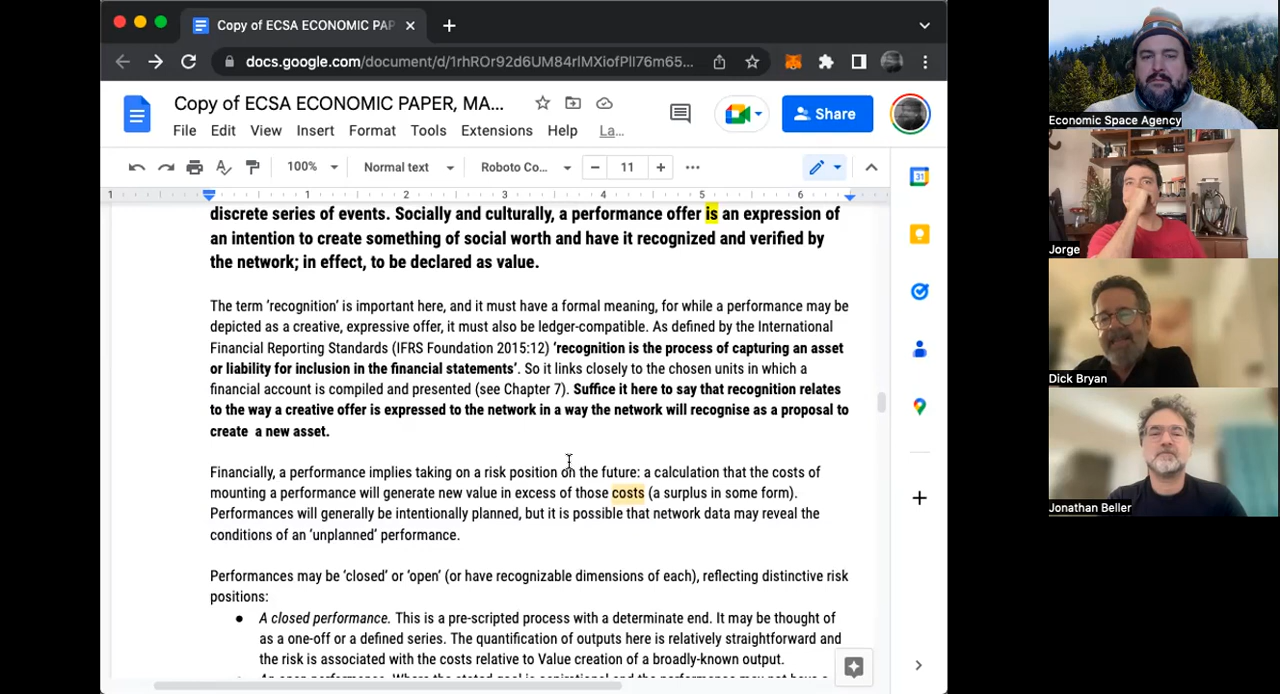 Copy of ECSA ECONOMIC PAP
docs.google.com/document/d/1rhROr92d6UM84rlMXiofPll76m65...
Copy of ECSA ECONOMIC PAPER, MA...
Share
File Edit View Insert Format Tools Extensions Help La...
100% Normal text Roboto Co... 11
1 1 2 3 4 5 6
discrete series of events. Socially and culturally, a performance offer is an expression of
an intention to create something of social worth and have it recognized and verified by
the network; in effect, to be declared as value.
The term ‘recognition’ is important here, and it must have a formal meaning, for while a performance may be
depicted as a creative, expressive offer, it must also be ledger-compatible. As defined by the International
Financial Reporting Standards (IFRS Foundation 2015:12) ‘recognition is the process of capturing an asset
or liability for inclusion in the financial statements’. So it links closely to the chosen units in which a
financial account is compiled and presented (see Chapter 7). Suffice it here to say that recognition relates
to the way a creative offer is expressed to the network in a way the network will recognise as a proposal to
create a new asset.
Financially, a performance implies taking on a risk position on the future: a calculation that the costs of
mounting a performance will generate new value in excess of those costs (a surplus in some form).
Performances will generally be intentionally planned, but it is possible that network data may reveal the
conditions of an ‘unplanned’ performance.
Performances may be ‘closed’ or ‘open’ (or have recognizable dimensions of each), reflecting distinctive risk
positions:
● A closed performance. This is a pre-scripted process with a determinate end. It may be thought of
as a one-off or a defined series. The quantification of outputs here is relatively straightforward and
the risk is associated with the costs relative to Value creation of a broadly-known output.
31
Economic Space Agency
Jorge
Dick Bryan
Jonathan Beller